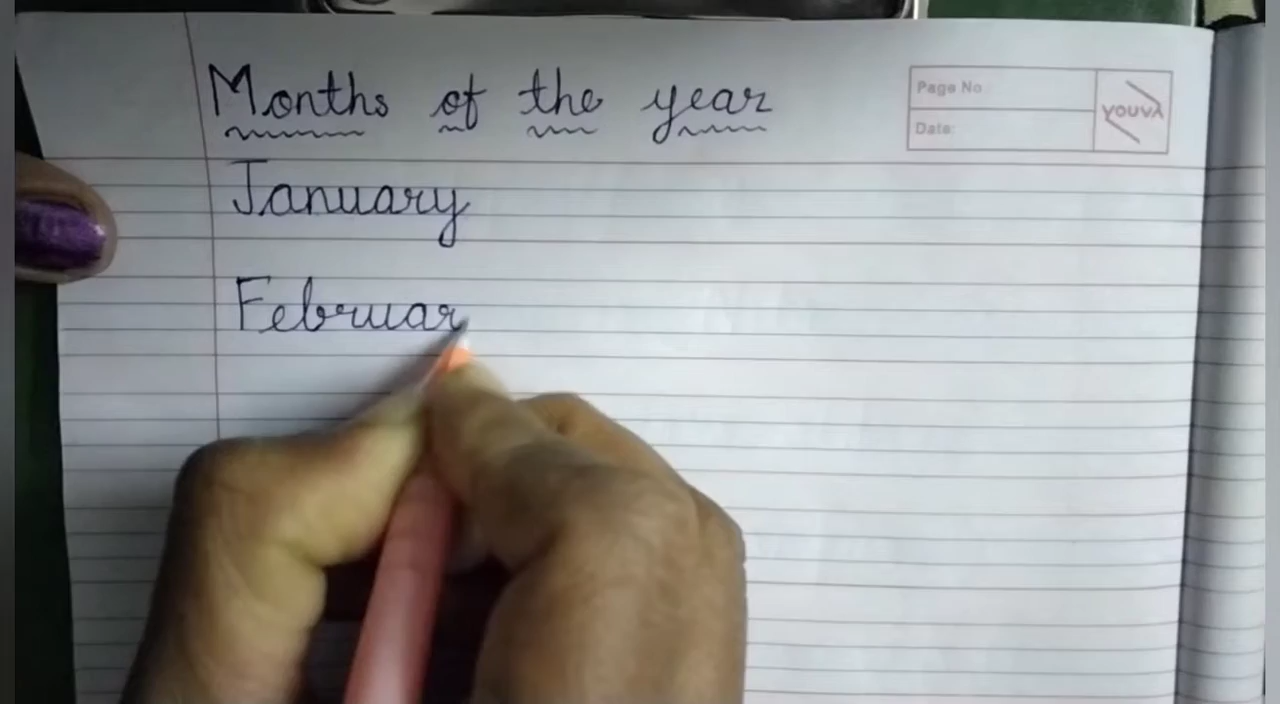 Months of the year
Page No
YOUVA
Date:
January
Februar